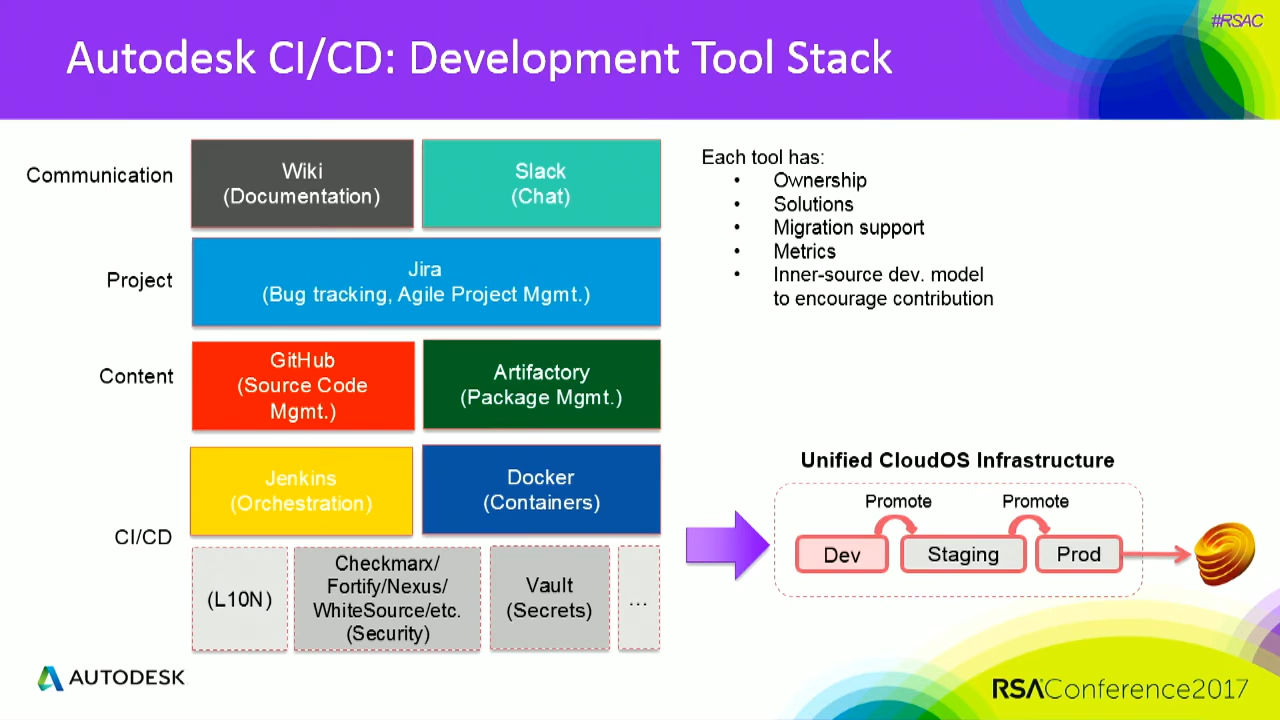 #RSAC
Autodesk CI/CD: Development Tool Stack
Communication
Wiki
(Documentation)
Slack
(Chat)
Project
Jira
(Bug tracking, Agile Project Mgmt.)
Content
GitHub
(Source Code
Mgmt.)
Artifactory
(Package Mgmt.)
CI/CD
Jenkins
(Orchestration)
Docker
(Containers)
(L10N)
Checkmarx/
Fortify/Nexus/
WhiteSource/etc.
(Security)
Vault
(Secrets)
...
Each tool has:
• Ownership
• Solutions
• Migration support
• Metrics
• Inner-source dev. model
to encourage contribution
Unified CloudOS Infrastructure
Promote
Promote
Dev
Staging
Prod
AUTODESK
RSAConference2017